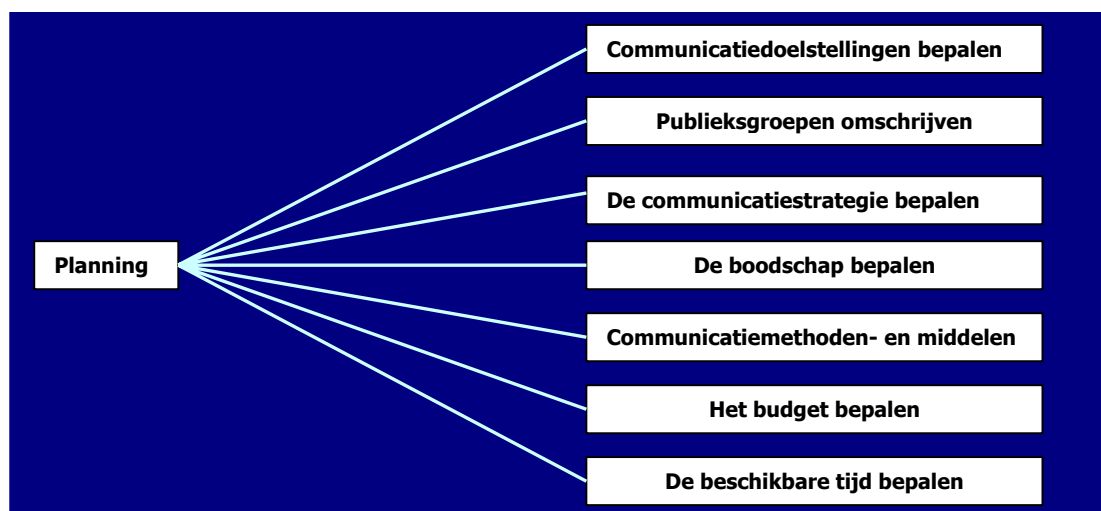 Communicatiedoelstellingen bepalen
Publieksgroepen omschrijven
De communicatiestrategie bepalen
Planning
De boodschap bepalen
Communicatiemethoden- en middelen
Het budget bepalen
De beschikbare tijd bepalen